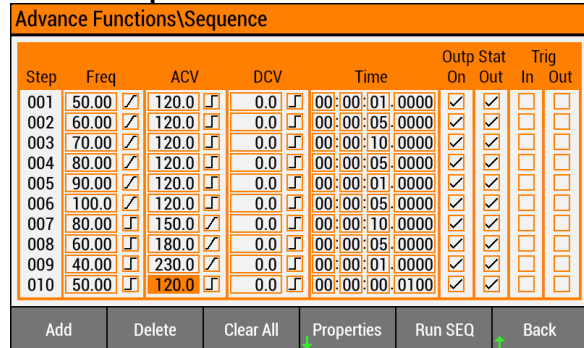 Advance Functions\Sequence
Outp Stat Trig
Step Freq ACV DCV Time On Out In Out
001 50.00 120.0 0.0 00:00:01.0000
002 60.00 120.0 0.0 00:00:05.0000
003 70.00 120.0 0.0 00:00:10.0000
004 80.00 120.0 0.0 00:00:05.0000
005 90.00 120.0 0.0 00:00:01.0000
006 100.0 120.0 0.0 00:00:05.0000
007 80.00 150.0 0.0 00:00:10.0000
008 60.00 180.0 0.0 00:00:05.0000
009 40.00 230.0 0.0 00:00:01.0000
010 50.00 120.0 0.0 00:00:00.0100
Add Delete Clear All Properties Run SEQ Back